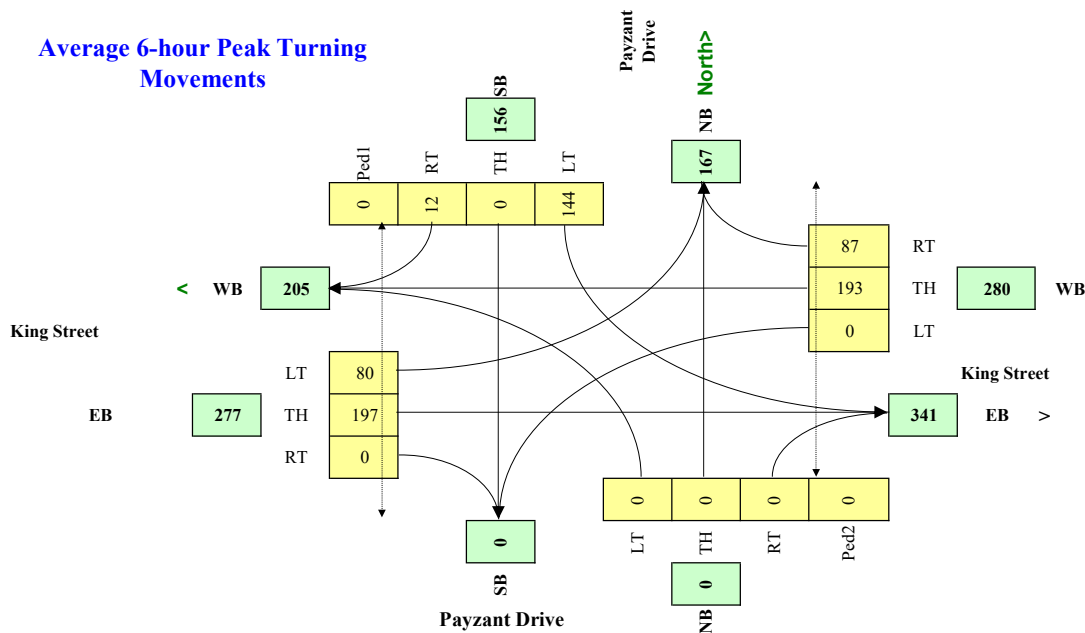 Average 6-hour Peak Turning
Movements
Payzant
Drive
North>
SB
156
NB
167
Ped1
RT
TH
LT
0
12
0
144
87
RT
< WB
205
193
TH
280
WB
0
LT
King Street
LT
80
King Street
EB
277
TH
197
341
EB >
RT
0
0
0
0
0
0
SB
LT
TH
RT
Ped2
0
NB
Payzant Drive